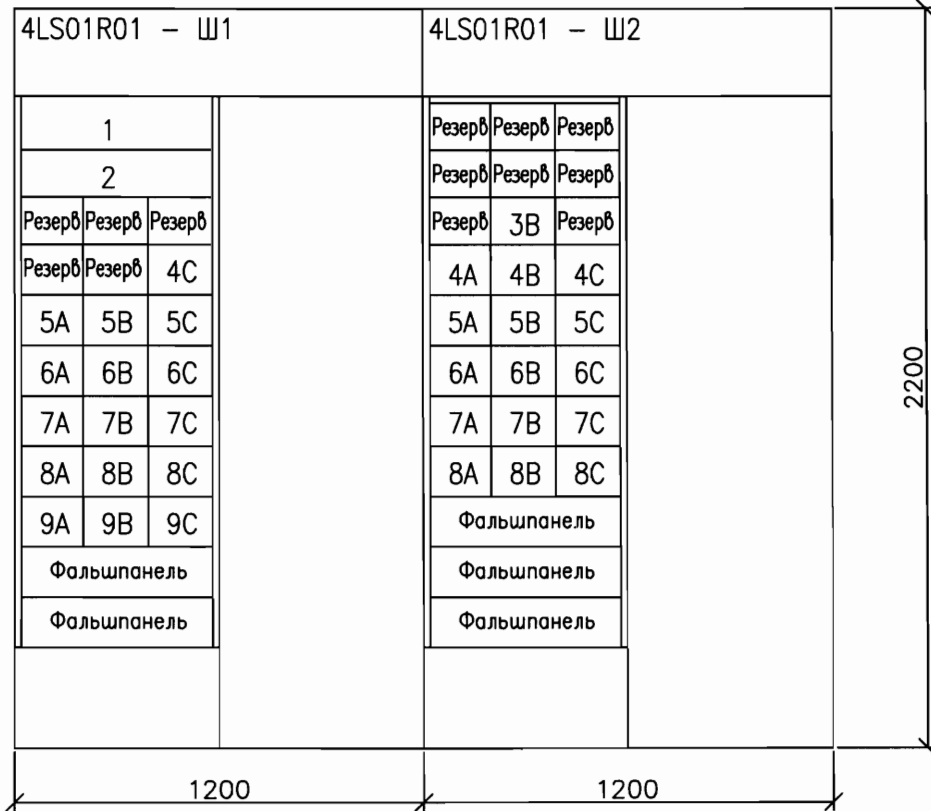 4LS01R01 – Ш1
4LS01R01 – Ш2
1
2
Резерв Резерв Резерв
Резерв Резерв 4C
5A 5B 5C
6A 6B 6C
7A 7B 7C
8A 8B 8C
9A 9B 9C
Фальшпанель
Фальшпанель
Резерв Резерв Резерв
Резерв Резерв Резерв
Резерв 3B Резерв
4A 4B 4C
5A 5B 5C
6A 6B 6C
7A 7B 7C
8A 8B 8C
Фальшпанель
Фальшпанель
Фальшпанель
2200
1200
1200